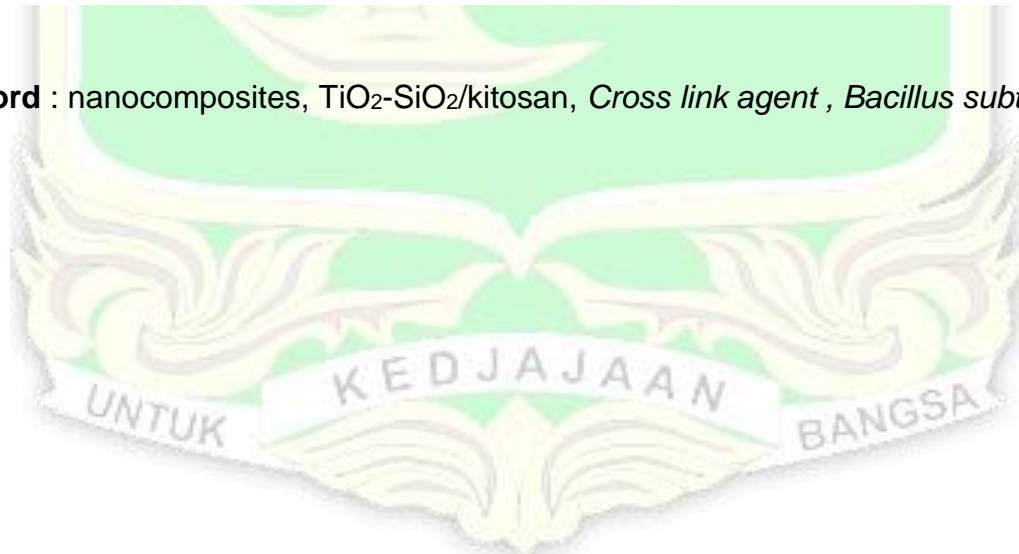 ord : nanocomposites, TiO2-SiO2/kitosan, Cross link agent , Bacillus subt
UNTUK KEDJAJAAN BANGSA